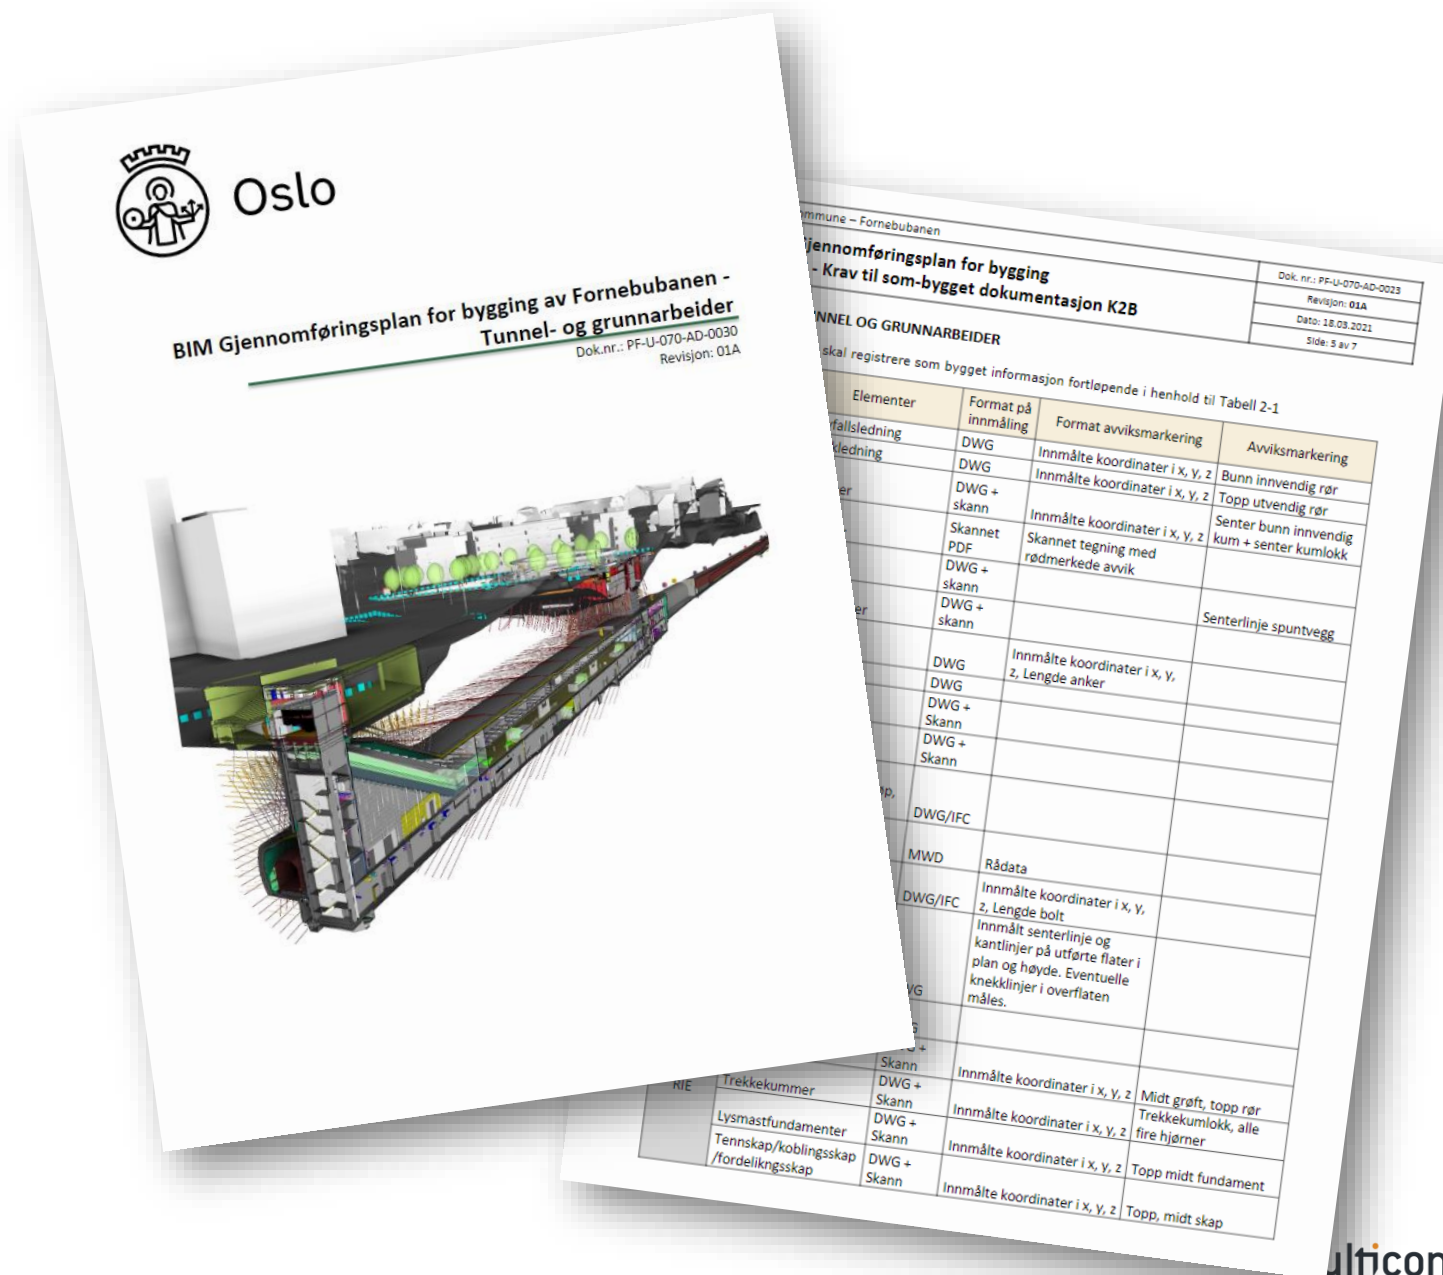 Oslo
BIM Gjennomføringsplan for bygging av Fornebubanen -
Tunnel- og grunnarbeider
Dok.nr.: PF-U-070-AD-0030
Revisjon: 01A
– Fornebubanen
for bygging
- Krav til som-bygget dokumentasjon K2B
Dok. nr.: PF-U-070-AD-0023
Revisjon: 01A
Dato: 18.03.2021
Side: 5 av 7
OG GRUNNARBEIDER
skal registrere som bygget informasjon fortløpende i henhold til Tabell 2-1
Elementer
Format på
innmåling
Format avviksmarkering
Avviksmarkering
DWG
Innmålte koordinater i x, y, z
Bunn innvendig rør
DWG
Innmålte koordinater i x, y, z
Topp utvendig rør
DWG +
skann
Innmålte koordinater i x, y, z
Senter bunn innvendig
kum + senter kumlokk
Skannet
PDF
Skannet tegning med
rødmerkede avvik
DWG +
skann
DWG +
skann
Senterlinje spuntvegg
DWG
Innmålte koordinater i x, y,
z, Lengde anker
DWG
DWG +
Skann
DWG +
Skann
DWG/IFC
MWD
Rådata
DWG/IFC
Innmålte koordinater i x, y,
z, Lengde bolt
Innmålt senterlinje og
kantlinjer på utførte flater i
plan og høyde. Eventuelle
knekklinjer i overflaten
måles.
Skann
Innmålte koordinater i x, y, z
Midt grøft, topp rør
RIE
Trekkekummer
DWG +
Skann
Innmålte koordinater i x, y, z
Trekkekumlokk, alle
fire hjørner
Lysmastfundamenter
DWG +
Skann
Innmålte koordinater i x, y, z
Topp midt fundament
Tennskap/koblingsskap
/fordelikngsskap
DWG +
Skann
Innmålte koordinater i x, y, z
Topp, midt skap